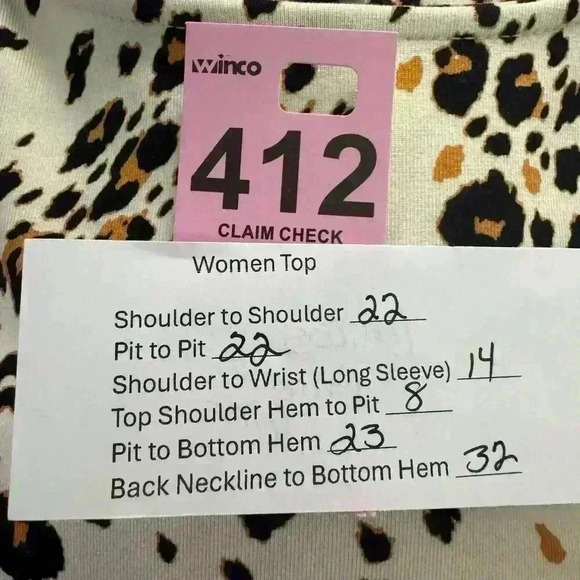 winco
412
CLAIM CHECK
Women Top
Shoulder to Shoulder 22
Pit to Pit 22
Shoulder to Wrist (Long Sleeve) 14
Top Shoulder Hem to Pit 8
Pit to Bottom Hem 23
Back Neckline to Bottom Hem 32